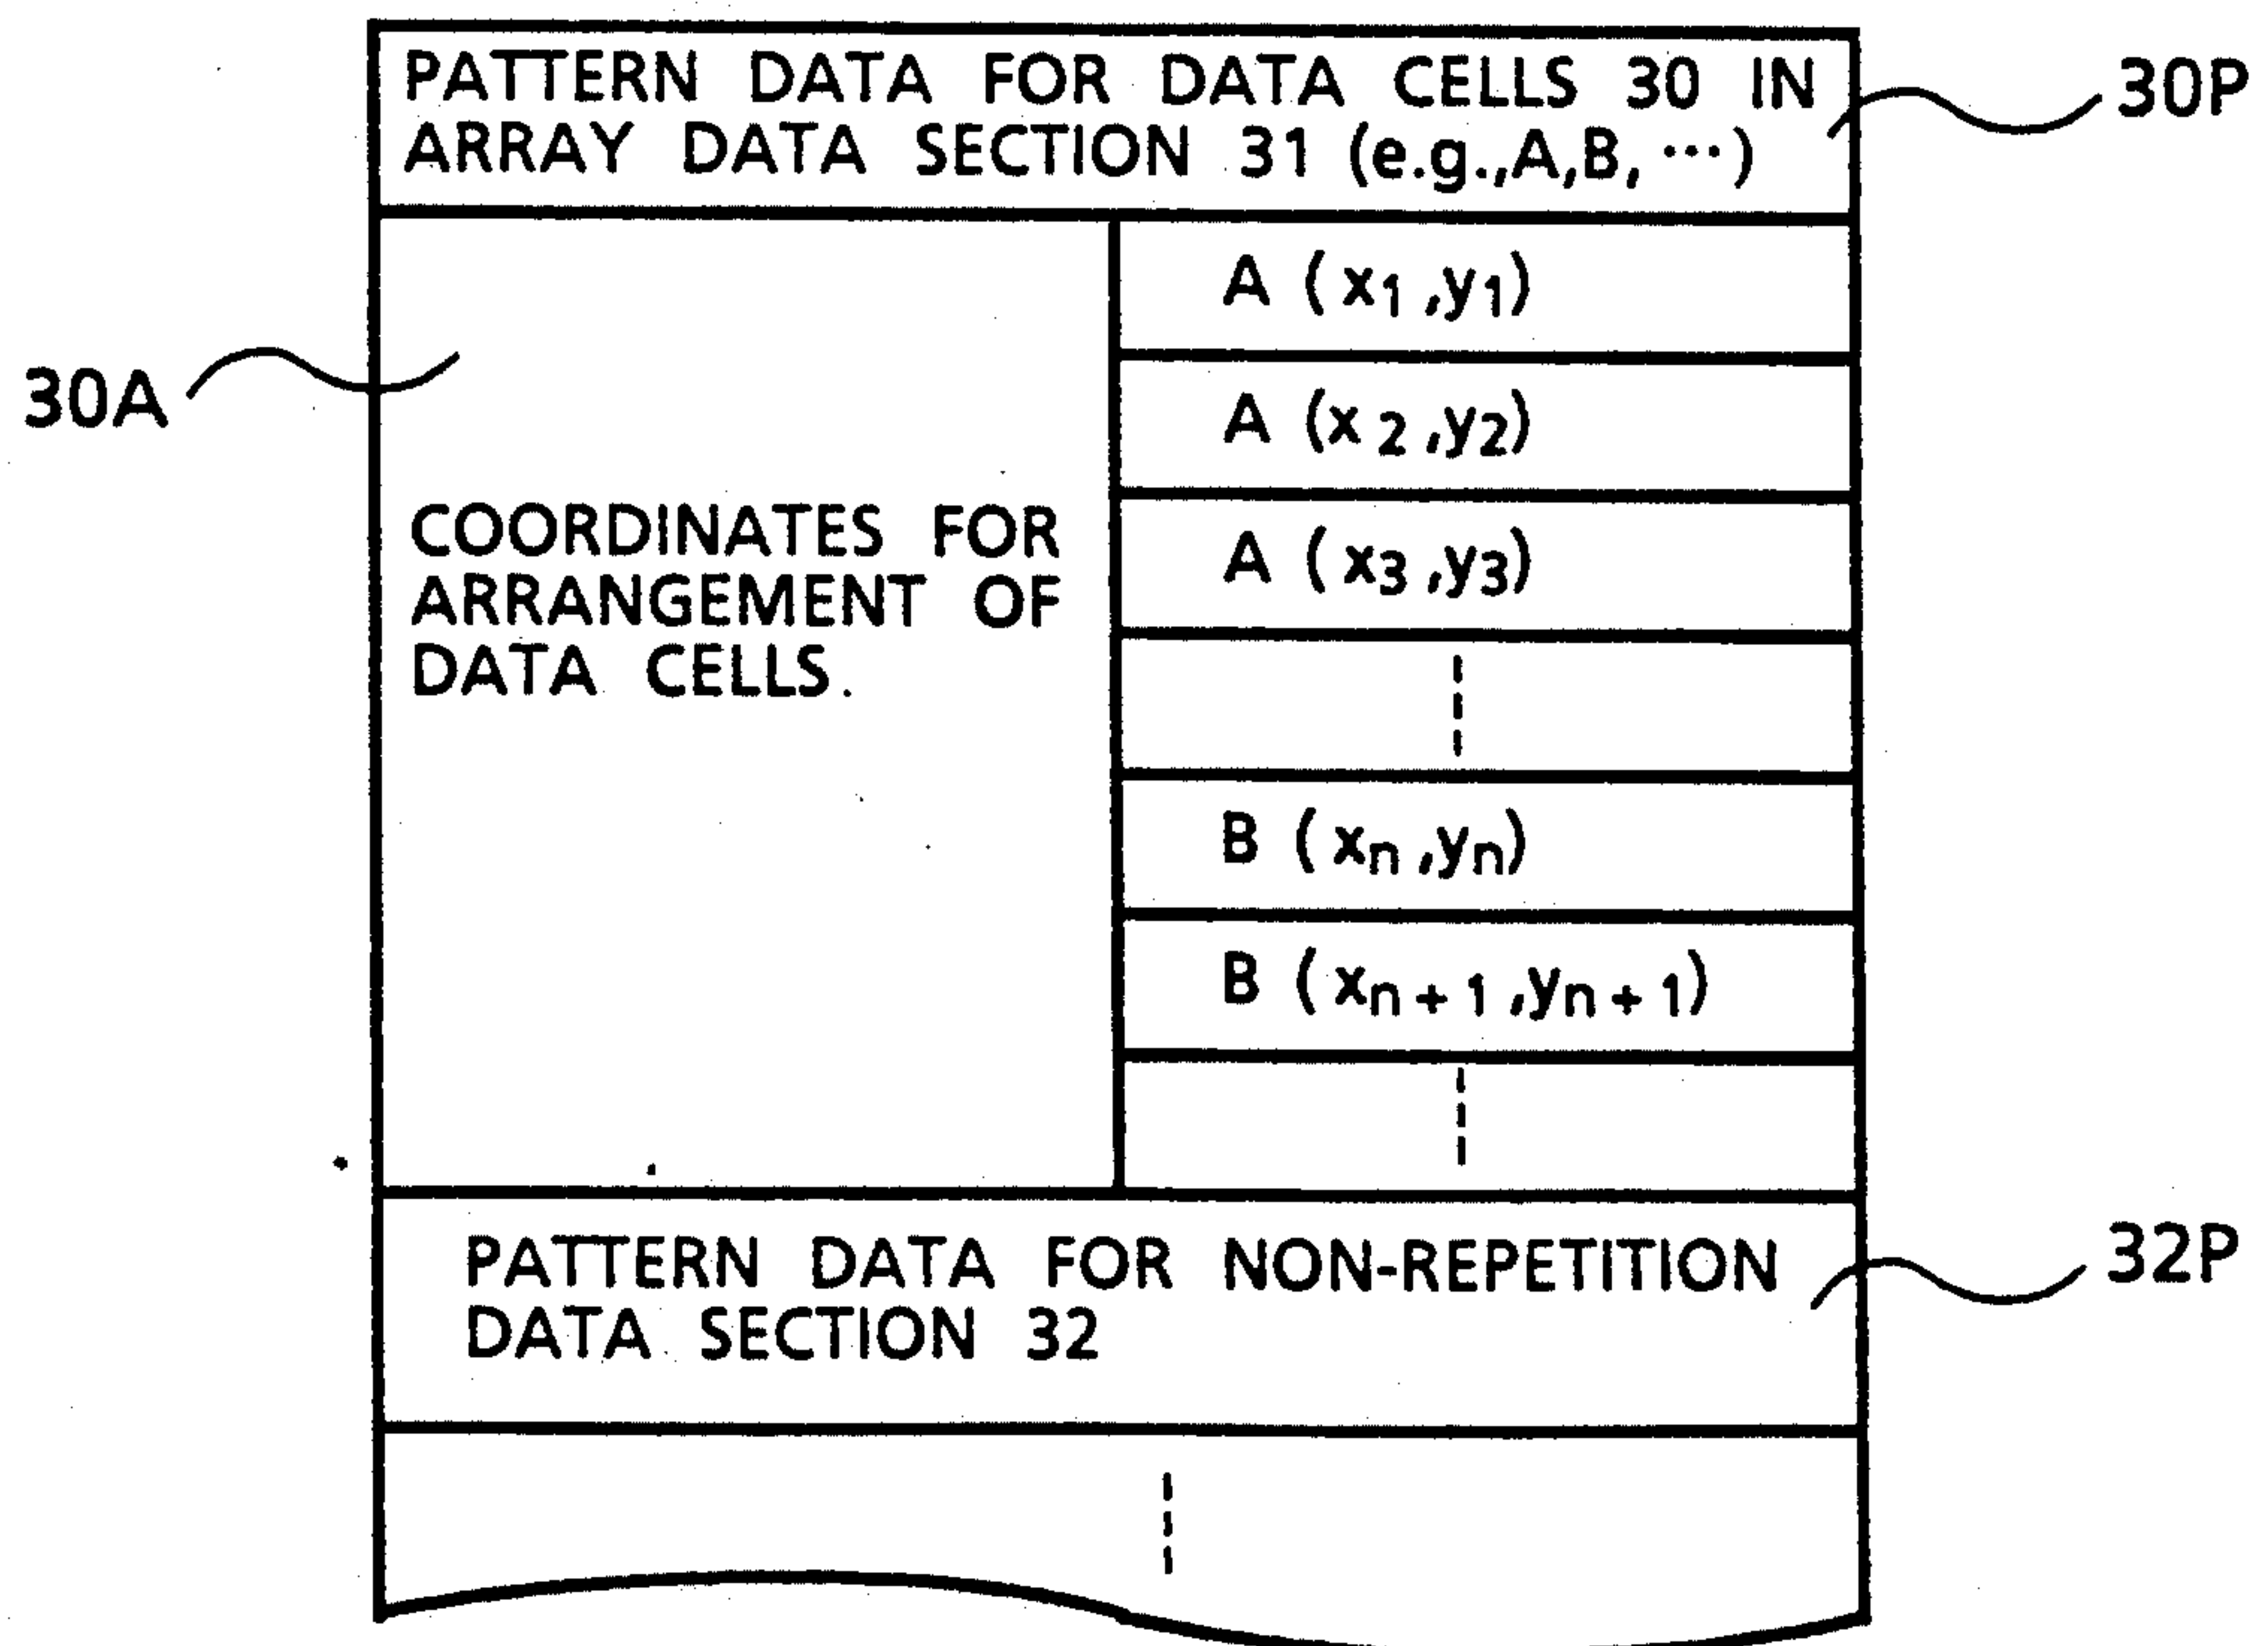 PATTERN DATA FOR DATA CELLS 30 IN
ARRAY DATA SECTION 31 (e.g.,A,B, ···)
30P
A (x₁,y₁)
30A
A (x₂,y₂)
COORDINATES FOR
ARRANGEMENT OF
DATA CELLS.
A (x₃,y₃)
B (xₙ,yₙ)
B (xₙ₊₁,yₙ₊₁)
PATTERN DATA FOR NON-REPETITION
DATA SECTION 32
32P